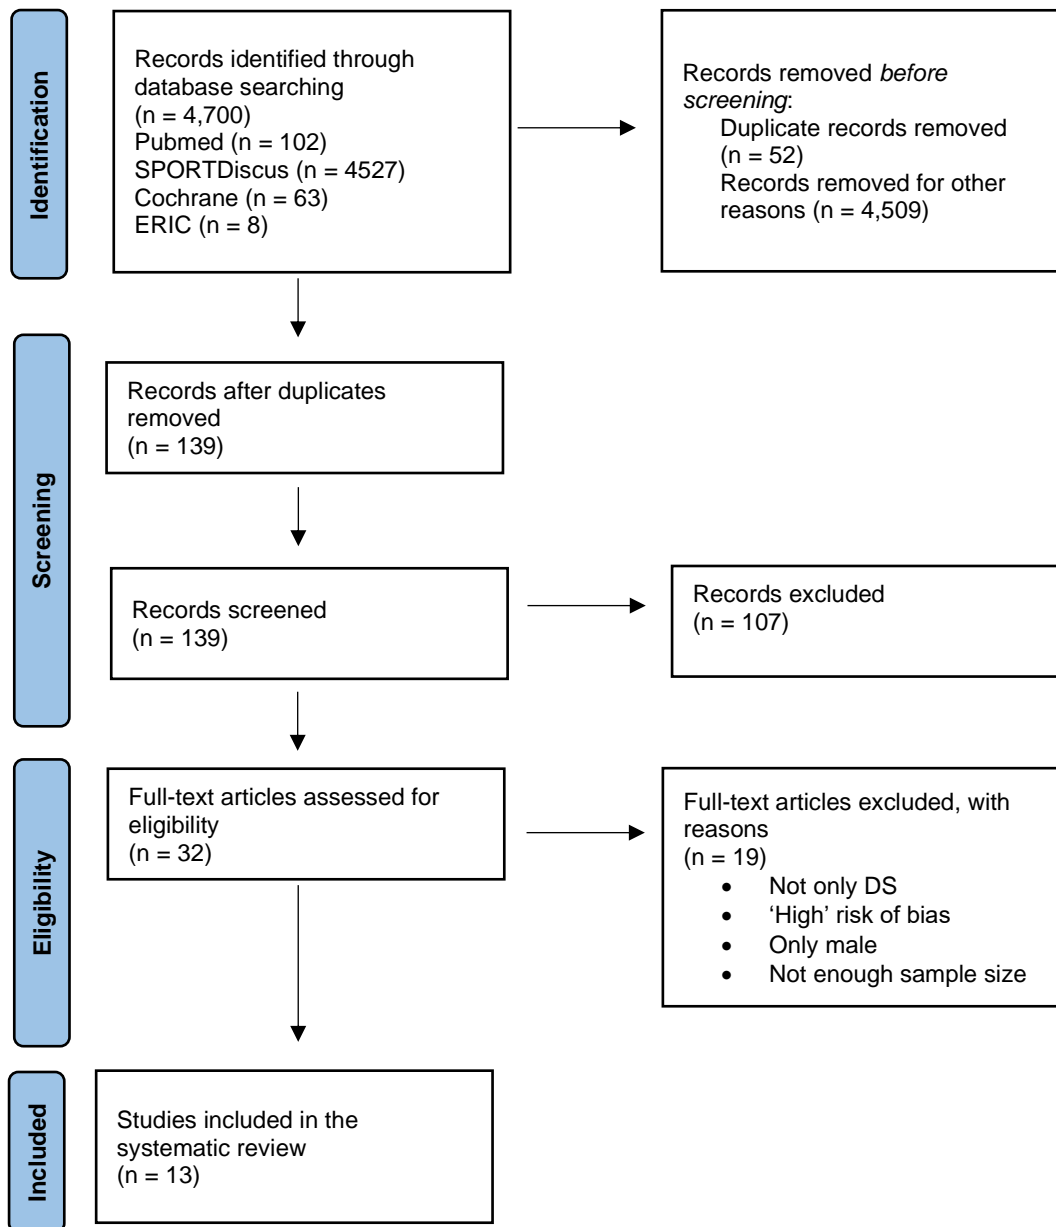 Identification
Records identified through
database searching
(n = 4,700)
Pubmed (n = 102)
SPORTDiscus (n = 4527)
Cochrane (n = 63)
ERIC (n = 8)
Records removed before
screening:
Duplicate records removed
(n = 52)
Records removed for other
reasons (n = 4,509)
Screening
Records after duplicates
removed
(n = 139)
Records screened
(n = 139)
Records excluded
(n = 107)
Eligibility
Full-text articles assessed for
eligibility
(n = 32)
Full-text articles excluded, with
reasons
(n = 19)
• Not only DS
• ‘High’ risk of bias
• Only male
• Not enough sample size
Included
Studies included in the
systematic review
(n = 13)